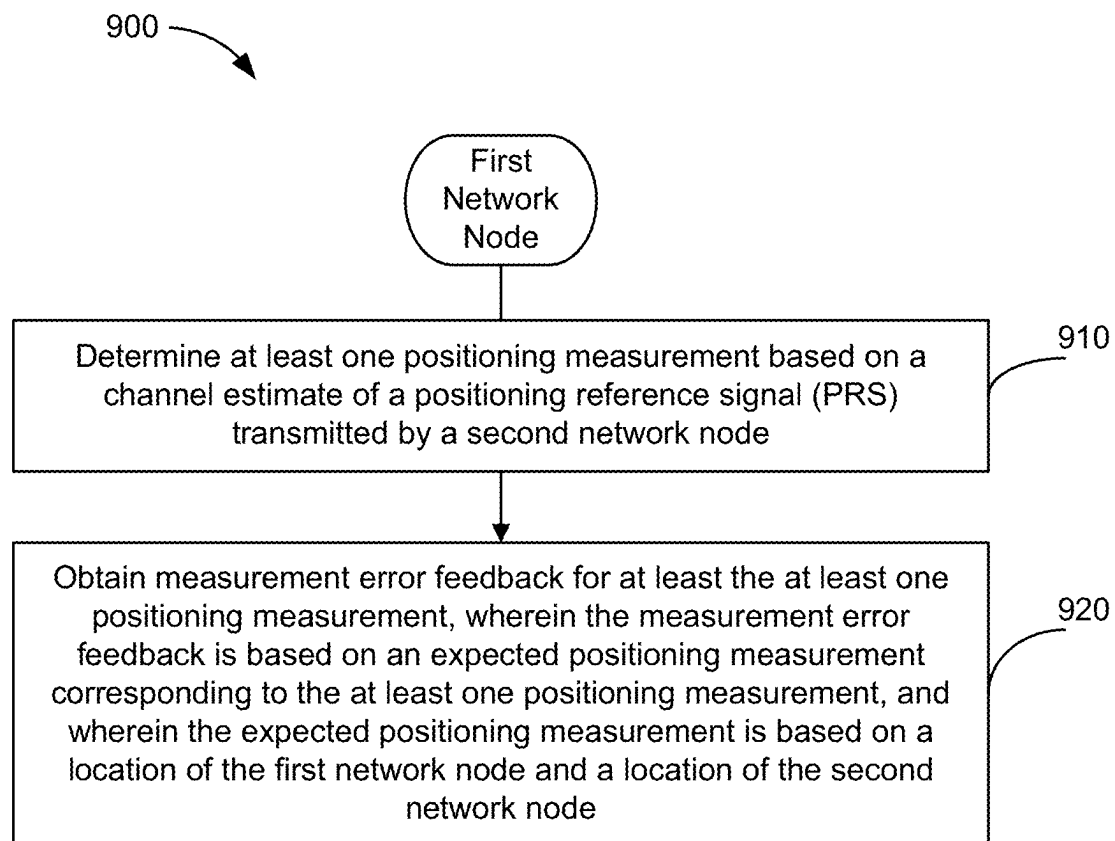 900
First
Network
Node
Determine at least one positioning measurement based on a
channel estimate of a positioning reference signal (PRS)
transmitted by a second network node
910
Obtain measurement error feedback for at least the at least one
positioning measurement, wherein the measurement error
feedback is based on an expected positioning measurement
corresponding to the at least one positioning measurement, and
wherein the expected positioning measurement is based on a
location of the first network node and a location of the second
network node
920